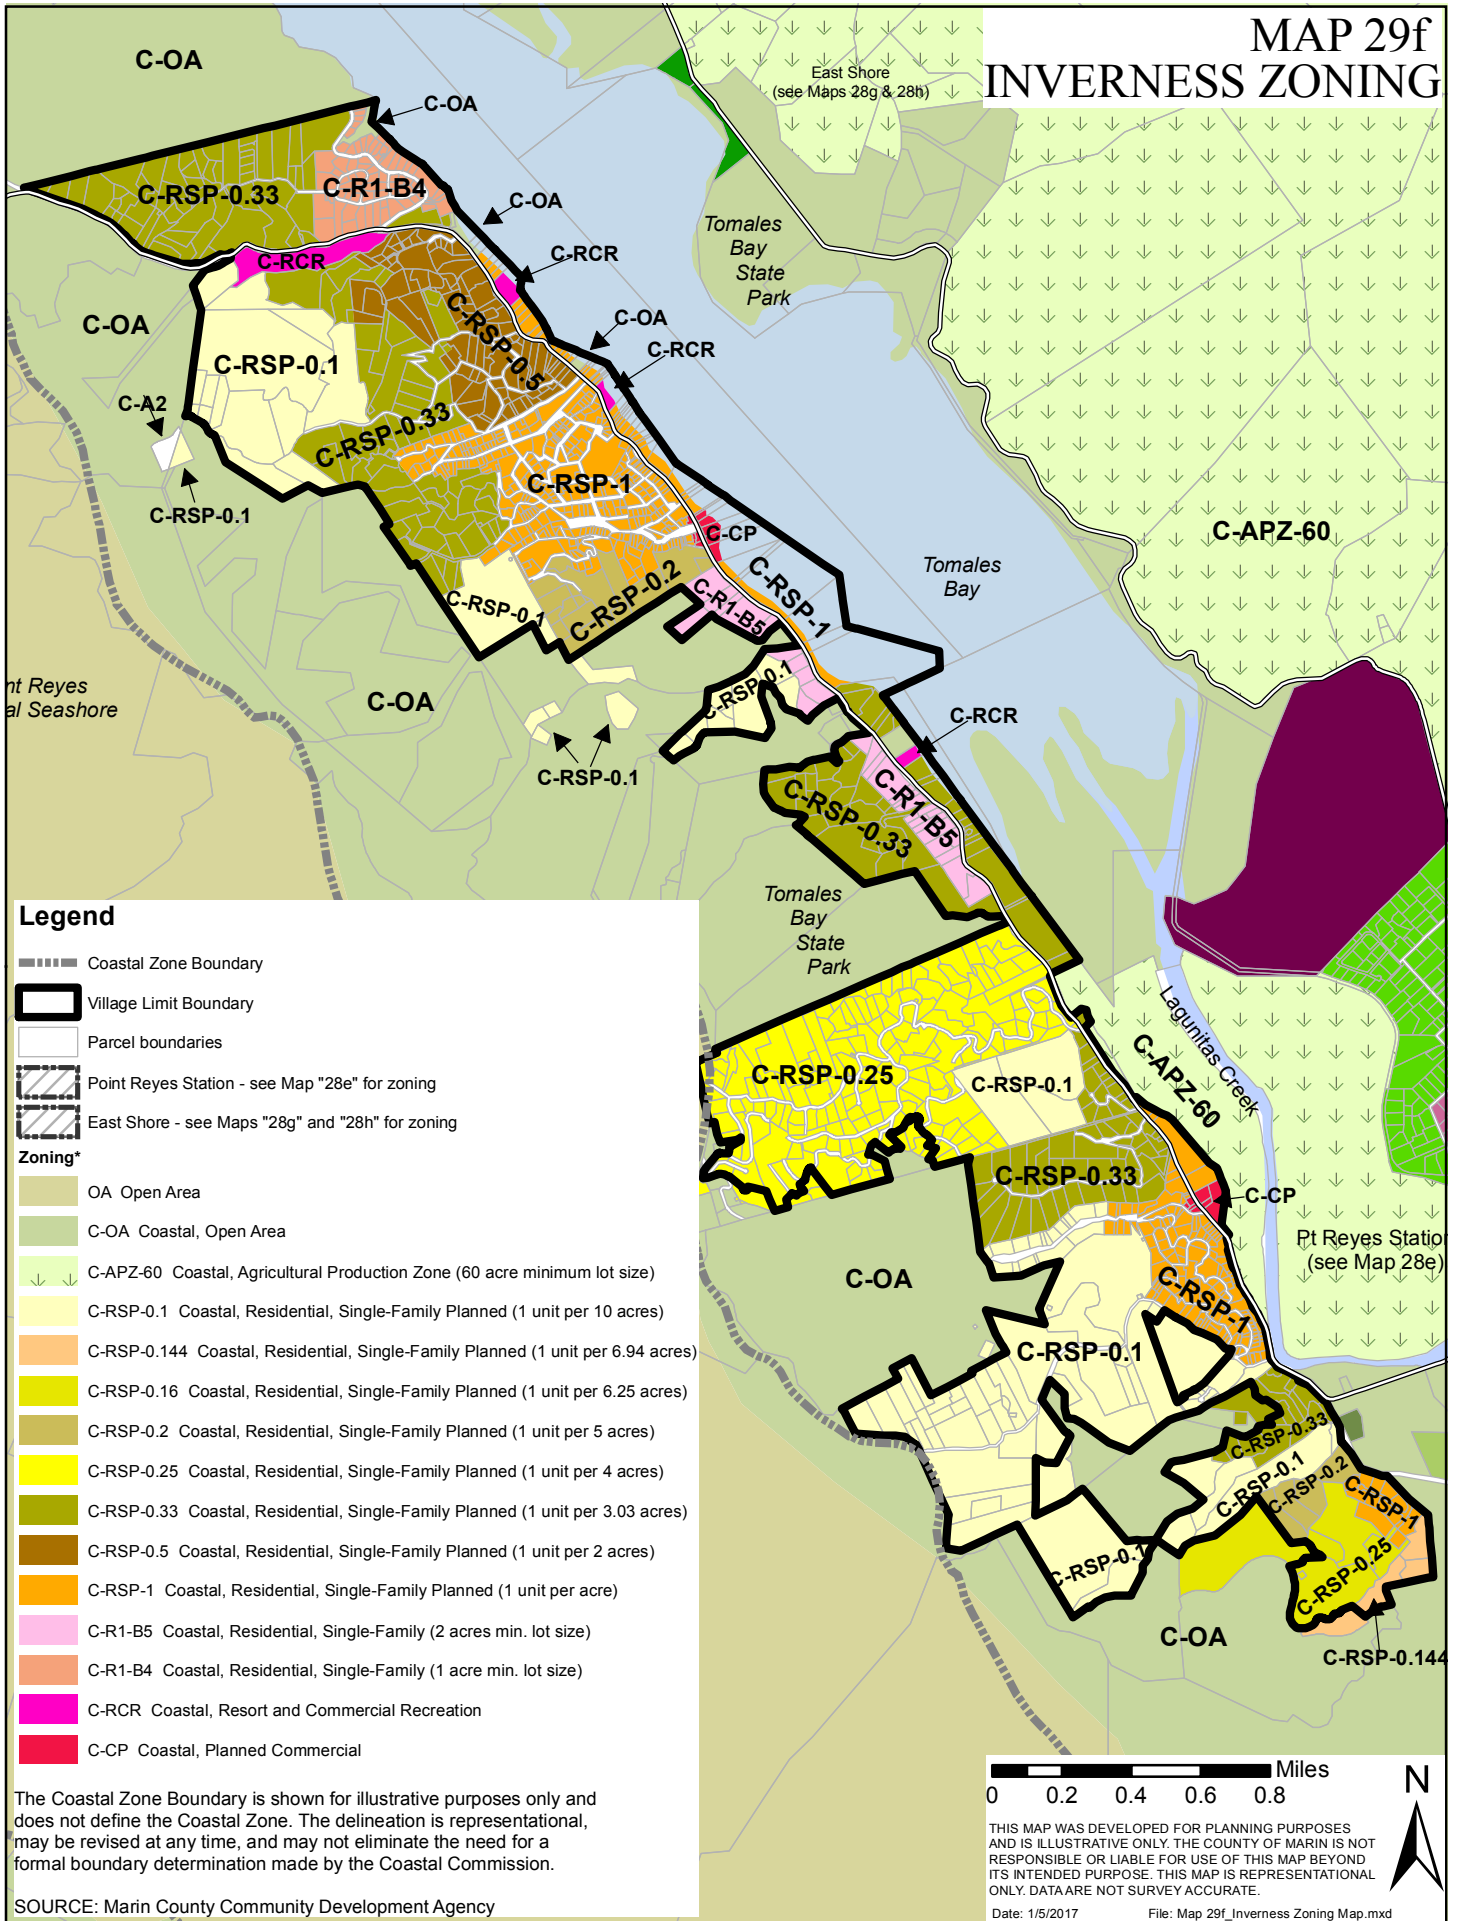 MAP 29f
INVERNESS ZONING
C-OA
East Shore
(see Maps 28g & 28h)
C-OA
C-RSP-0.33
C-R1-B4
C-OA
Tomales
Bay
State
Park
C-RCR
C-RCR
C-OA
C-OA
C-RSP-0.5
C-RCR
C-RSP-0.1
C-A2
C-RSP-0.33
C-RSP-1
C-RSP-0.1
C-CP
C-APZ-60
Tomales
Bay
C-RSP-1
C-RSP-0.2
C-R1-B5
C-RSP-0.1
nt Reyes
al Seashore
C-OA
C-RSP-0.1
C-RCR
C-RSP-0.1
C-R1-B5
C-RSP-0.33
Tomales
Bay
State
Park
Lagunitas Creek
C-APZ-60
C-RSP-0.25
C-RSP-0.1
C-RSP-0.33
C-CP
Pt Reyes Station
(see Map 28e)
C-OA
C-RSP-1
C-RSP-0.1
C-RSP-0.33
C-RSP-0.1
C-RSP-0.2
C-RSP-1
C-RSP-0.25
C-RSP-0.1
C-OA
C-RSP-0.144
Legend
Coastal Zone Boundary
Village Limit Boundary
Parcel boundaries
Point Reyes Station - see Map "28e" for zoning
East Shore - see Maps "28g" and "28h" for zoning
Zoning*
OA Open Area
C-OA Coastal, Open Area
C-APZ-60 Coastal, Agricultural Production Zone (60 acre minimum lot size)
C-RSP-0.1 Coastal, Residential, Single-Family Planned (1 unit per 10 acres)
C-RSP-0.144 Coastal, Residential, Single-Family Planned (1 unit per 6.94 acres)
C-RSP-0.16 Coastal, Residential, Single-Family Planned (1 unit per 6.25 acres)
C-RSP-0.2 Coastal, Residential, Single-Family Planned (1 unit per 5 acres)
C-RSP-0.25 Coastal, Residential, Single-Family Planned (1 unit per 4 acres)
C-RSP-0.33 Coastal, Residential, Single-Family Planned (1 unit per 3.03 acres)
C-RSP-0.5 Coastal, Residential, Single-Family Planned (1 unit per 2 acres)
C-RSP-1 Coastal, Residential, Single-Family Planned (1 unit per acre)
C-R1-B5 Coastal, Residential, Single-Family (2 acres min. lot size)
C-R1-B4 Coastal, Residential, Single-Family (1 acre min. lot size)
C-RCR Coastal, Resort and Commercial Recreation
C-CP Coastal, Planned Commercial
The Coastal Zone Boundary is shown for illustrative purposes only and
does not define the Coastal Zone. The delineation is representational,
may be revised at any time, and may not eliminate the need for a
formal boundary determination made by the Coastal Commission.
SOURCE: Marin County Community Development Agency
Miles
0 0.2 0.4 0.6 0.8
N
THIS MAP WAS DEVELOPED FOR PLANNING PURPOSES
AND IS ILLUSTRATIVE ONLY. THE COUNTY OF MARIN IS NOT
RESPONSIBLE OR LIABLE FOR USE OF THIS MAP BEYOND
ITS INTENDED PURPOSE. THIS MAP IS REPRESENTATIONAL
ONLY. DATA ARE NOT SURVEY ACCURATE.
Date: 1/5/2017 File: Map 29f_Inverness Zoning Map.mxd